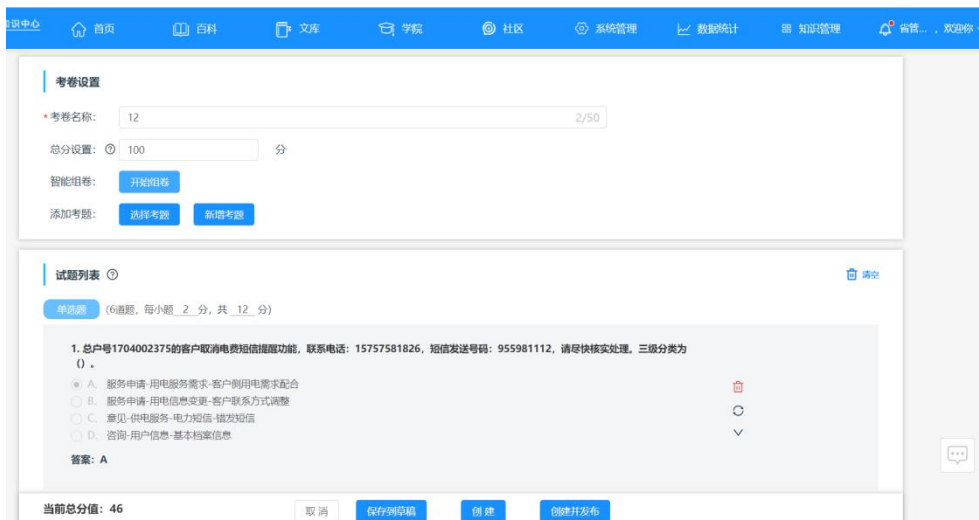 知识中心 首页 百科 文库 学院 社区 系统管理 数据统计 知识管理 省管... ，欢迎你
考卷设置
* 考卷名称： 12 2/50
总分设置： 100 分
智能组卷： 开始组卷
添加考题： 选择考题 新增考题
试题列表 清空
单选题 (6道题，每小题 2 分，共 12 分)
1. 总户号1704002375的客户取消电费短信提醒功能，联系电话：15757581826，短信发送号码：955981112，请尽快核实处理。三级分类为
() 。
A、 服务申请-用电服务需求-客户侧用电需求配合
B、 服务申请-用电信息变更-客户联系方式调整
C、 意见-供电服务-电力短信-错发短信
D、 咨询-用户信息-基本档案信息
答案：A
当前总分值：46 取消 保存到草稿 创建 创建并发布